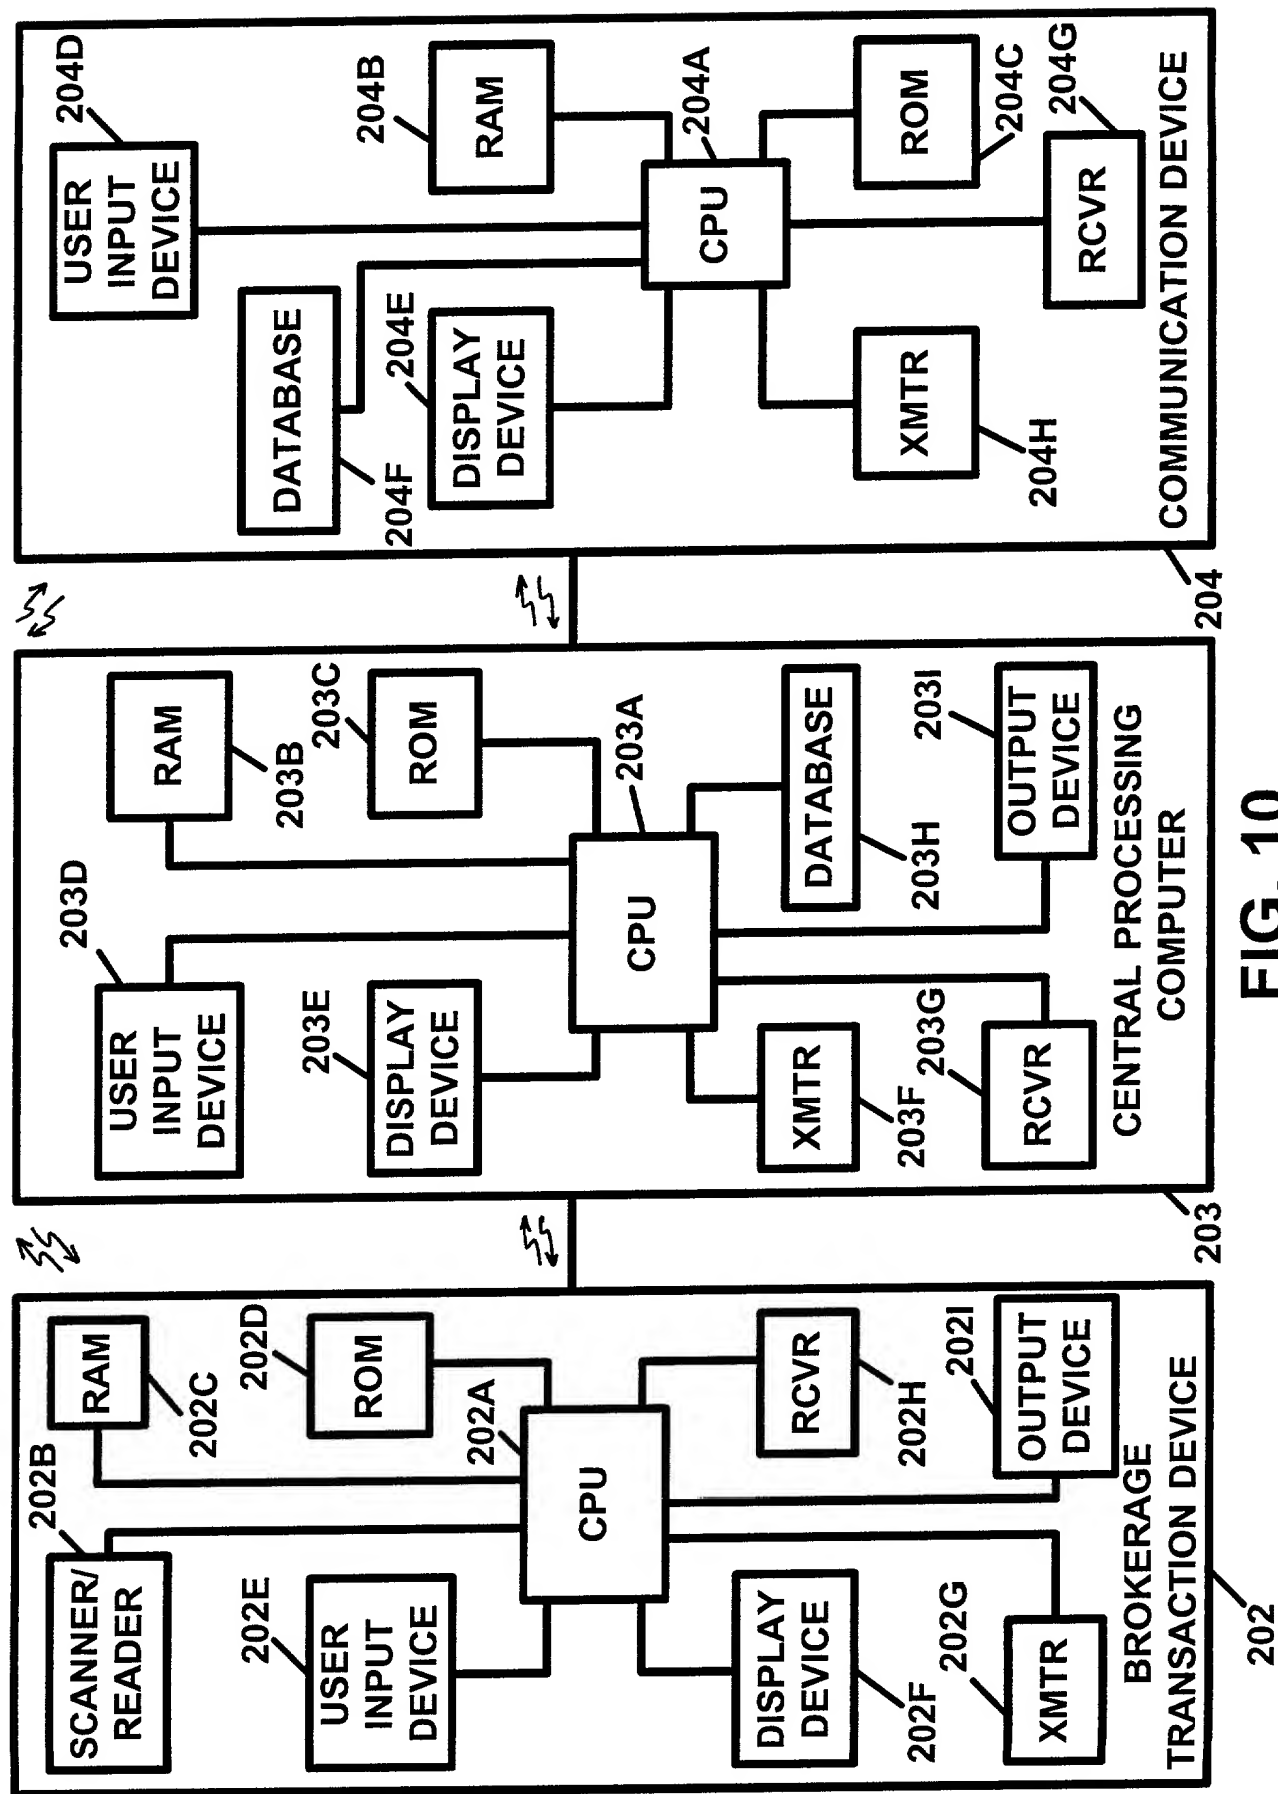 202B
SCANNER/
READER
RAM
202C
202D
ROM
202E
USER
INPUT
DEVICE
202A
CPU
DISPLAY
DEVICE
202F
RCVR
202H
202G
XMTR
202I
OUTPUT
DEVICE
BROKERAGE
TRANSACTION DEVICE
202
203D
USER
INPUT
DEVICE
RAM
203B
203C
ROM
203E
DISPLAY
DEVICE
203A
CPU
XMTR
203F
DATABASE
203H
203G
RCVR
203I
OUTPUT
DEVICE
CENTRAL PROCESSING
COMPUTER
203
204D
USER
INPUT
DEVICE
DATABASE
204F
204B
RAM
204E
DISPLAY
DEVICE
204A
CPU
XMTR
204H
ROM
204C
204G
RCVR
COMMUNICATION DEVICE
204
FIG. 10